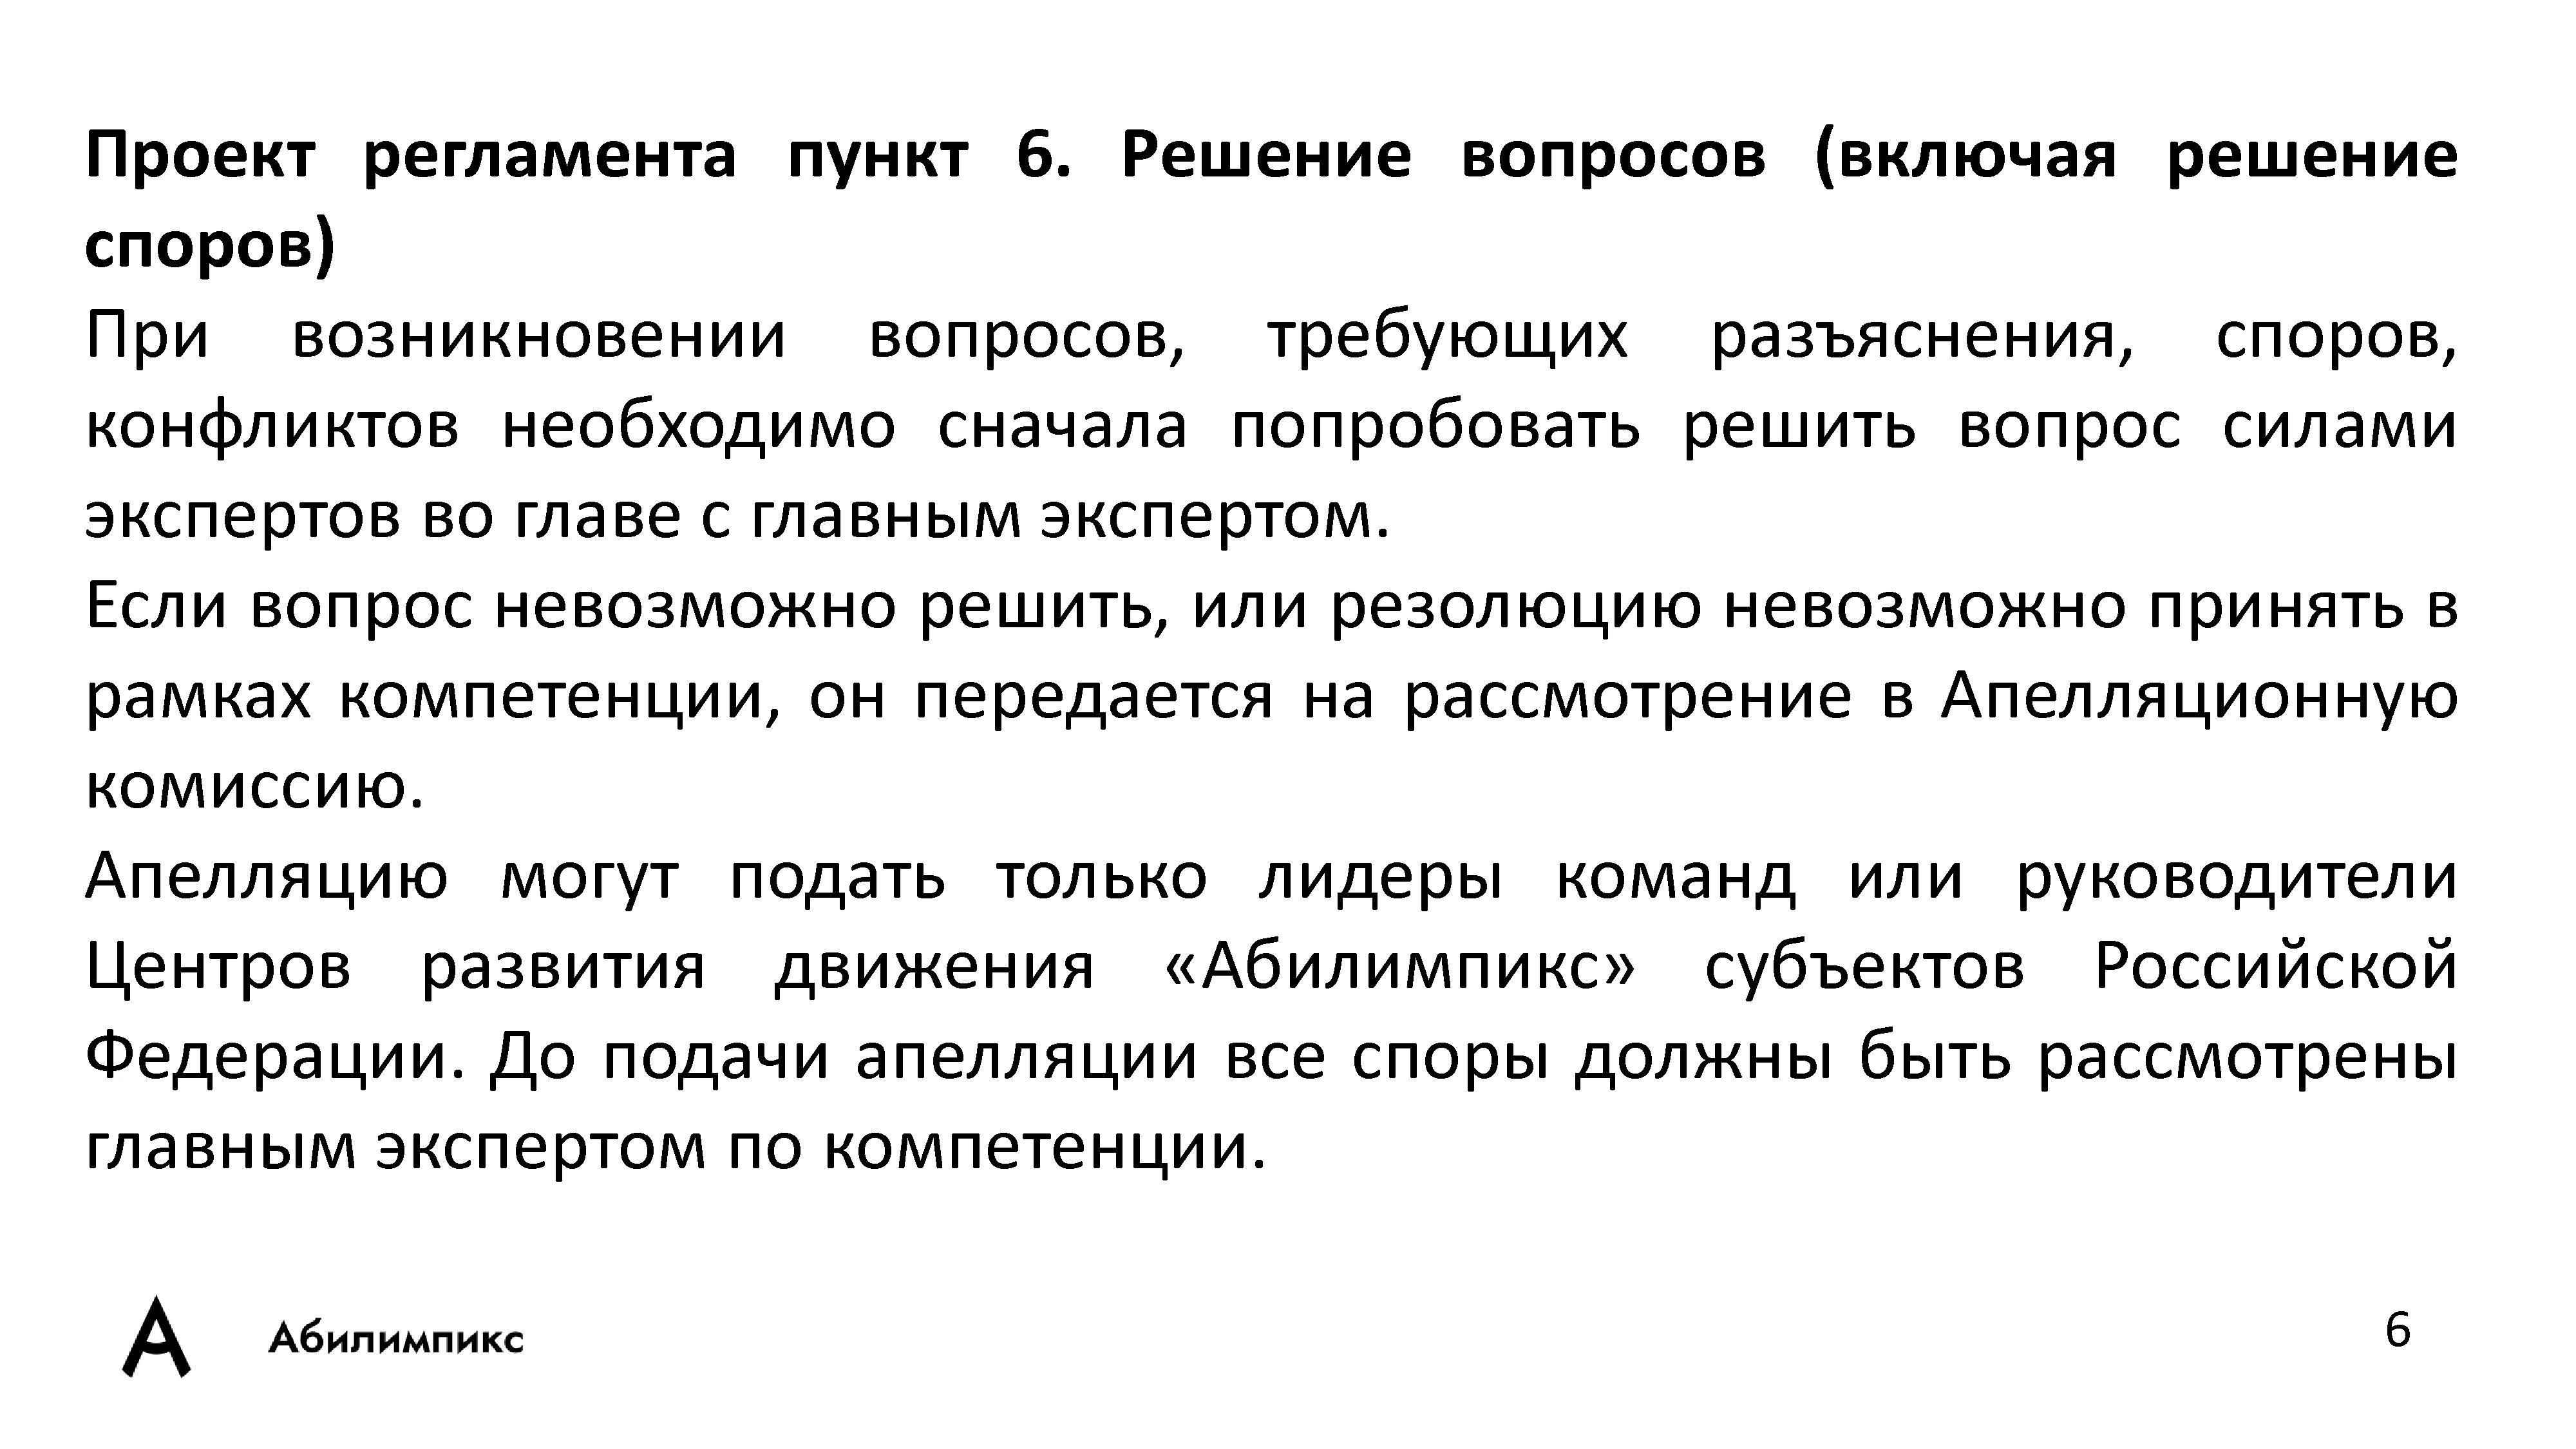 Проект регламента пункт 6. Решение вопросов (включая решение
споров)
При возникновении вопросов, требующих разъяснения, споров,
конфликтов необходимо сначала попробовать решить вопрос силами
экспертов во главе с главным экспертом.
Если вопрос невозможно решить, или резолюцию невозможно принять в
рамках компетенции, он передается на рассмотрение в Апелляционную
комиссию.
Апелляцию могут подать только лидеры команд или руководители
Центров развития движения «Абилимпикс» субъектов Российской
Федерации. До подачи апелляции все споры должны быть рассмотрены
главным экспертом по компетенции.
Абилимпикс
6